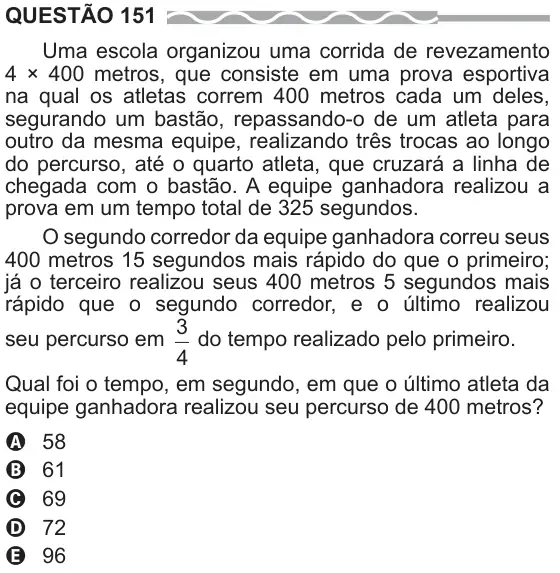 QUESTÃO 151
Uma escola organizou uma corrida de revezamento
4 × 400 metros, que consiste em uma prova esportiva
na qual os atletas correm 400 metros cada um deles,
segurando um bastão, repassando-o de um atleta para
outro da mesma equipe, realizando três trocas ao longo
do percurso, até o quarto atleta, que cruzará a linha de
chegada com o bastão. A equipe ganhadora realizou a
prova em um tempo total de 325 segundos.
O segundo corredor da equipe ganhadora correu seus
400 metros 15 segundos mais rápido do que o primeiro;
já o terceiro realizou seus 400 metros 5 segundos mais
rápido que o segundo corredor, e o último realizou
seu percurso em 3/4 do tempo realizado pelo primeiro.
Qual foi o tempo, em segundo, em que o último atleta da
equipe ganhadora realizou seu percurso de 400 metros?
A 58
B 61
C 69
D 72
E 96